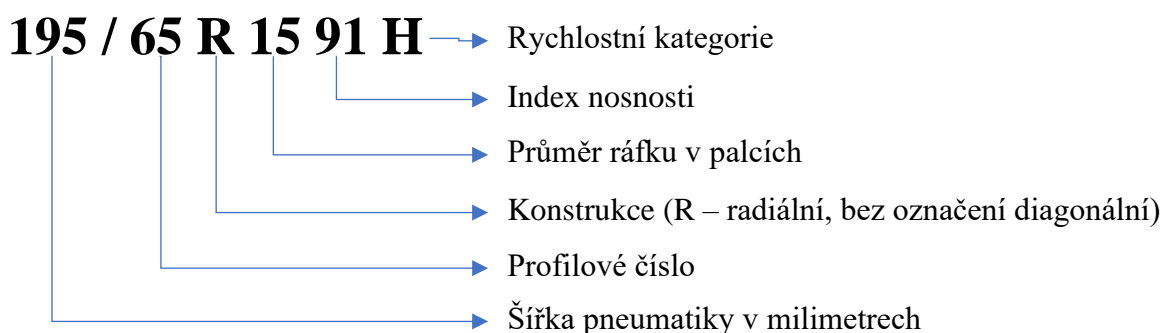 195 / 65 R 15 91 H
Rychlostní kategorie
Index nosnosti
Průměr ráfku v palcích
Konstrukce (R – radiální, bez označení diagonální)
Profilové číslo
Šířka pneumatiky v milimetrech